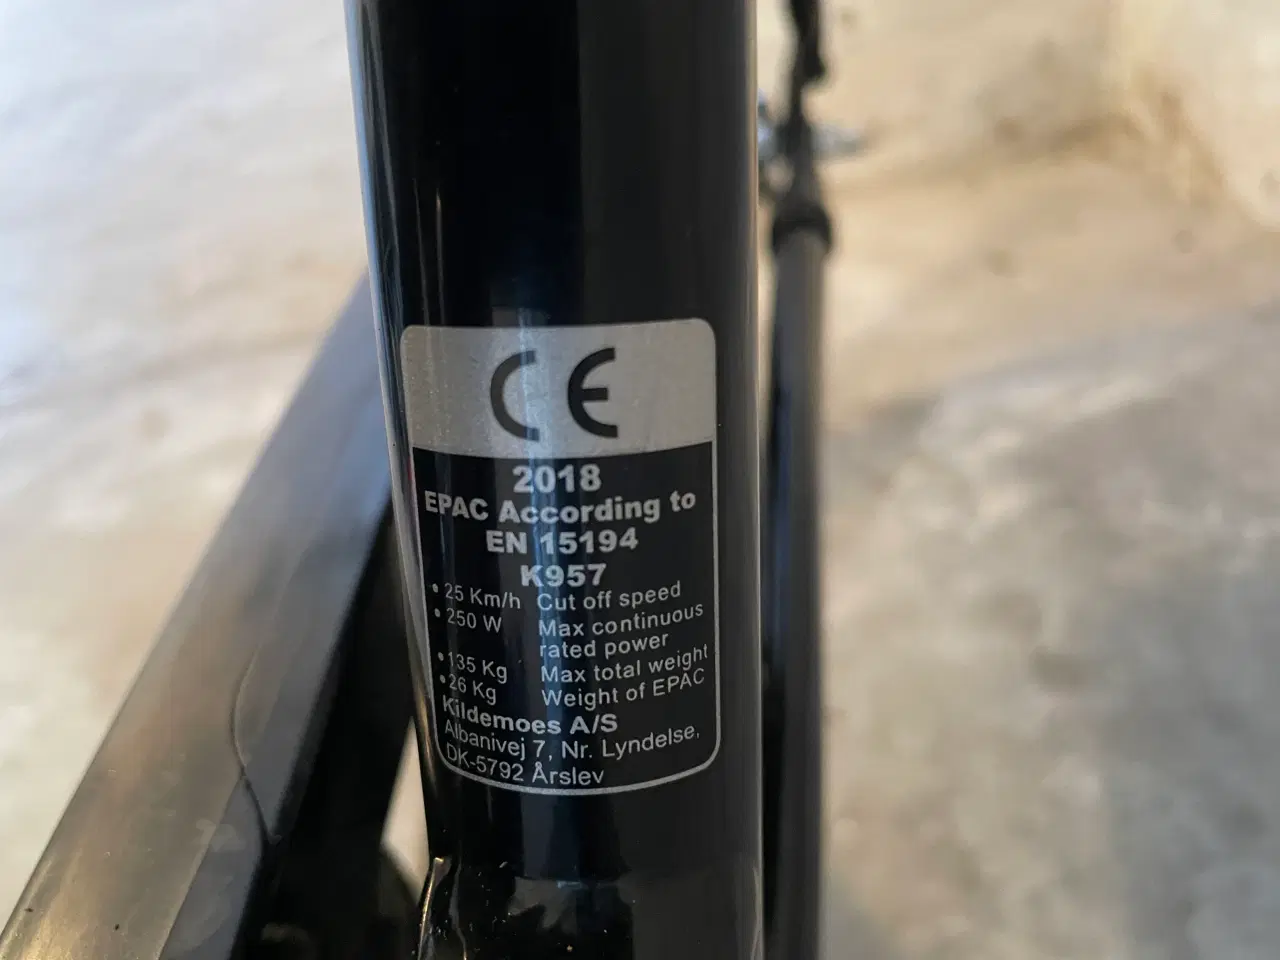 CE
2018
EPAC According to
EN 15194
K957
• 25 Km/h Cut off speed
• 250 W Max continuous
rated power
• 135 Kg Max total weight
• 26 Kg Weight of EPAC
Kildemoes A/S
Albanivej 7, Nr. Lyndelse,
DK-5792 Årslev